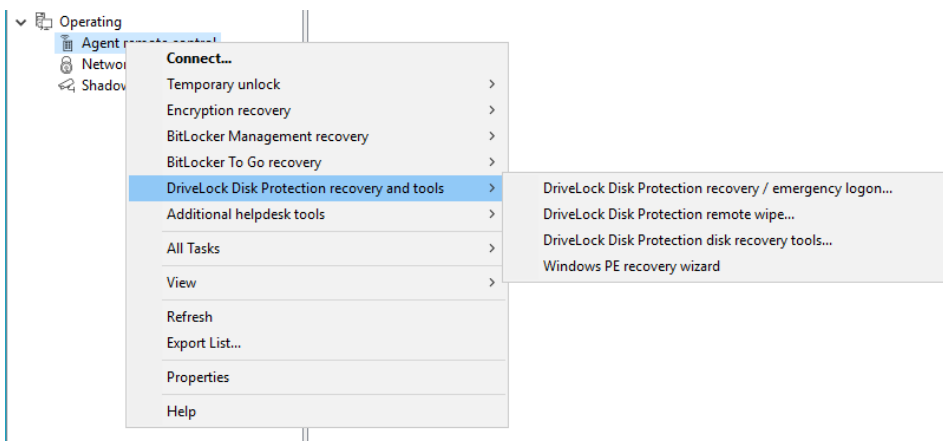 Operating
Agent remote control
Connect...
Networ
Temporary unlock
Shadov
Encryption recovery
BitLocker Management recovery
BitLocker To Go recovery
DriveLock Disk Protection recovery and tools
DriveLock Disk Protection recovery / emergency logon...
Additional helpdesk tools
DriveLock Disk Protection remote wipe...
DriveLock Disk Protection disk recovery tools...
All Tasks
Windows PE recovery wizard
View
Refresh
Export List...
Properties
Help